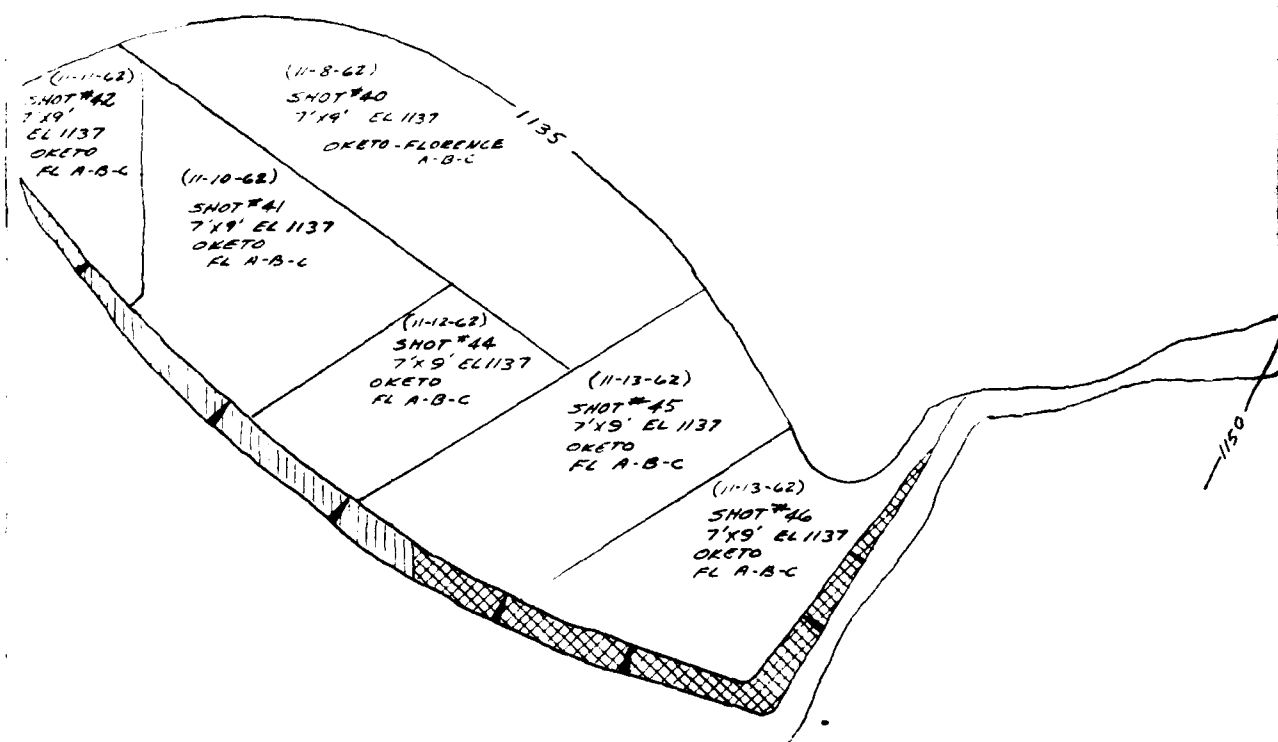 (11-11-62)
SHOT #42
7'X9'
EL 1137
OKETO
FL A-B-C
(11-8-62)
SHOT #40
7'X9' EL 1137
OKETO-FLORENCE
A-B-C
1135
(11-10-62)
SHOT #41
7'X9' EL 1137
OKETO
FL A-B-C
(11-12-62)
SHOT #44
7'X9' EL 1137
OKETO
FL A-B-C
(11-13-62)
SHOT #45
7'X9' EL 1137
OKETO
FL A-B-C
(11-13-62)
SHOT #46
7'X9' EL 1137
OKETO
FL A-B-C
1150